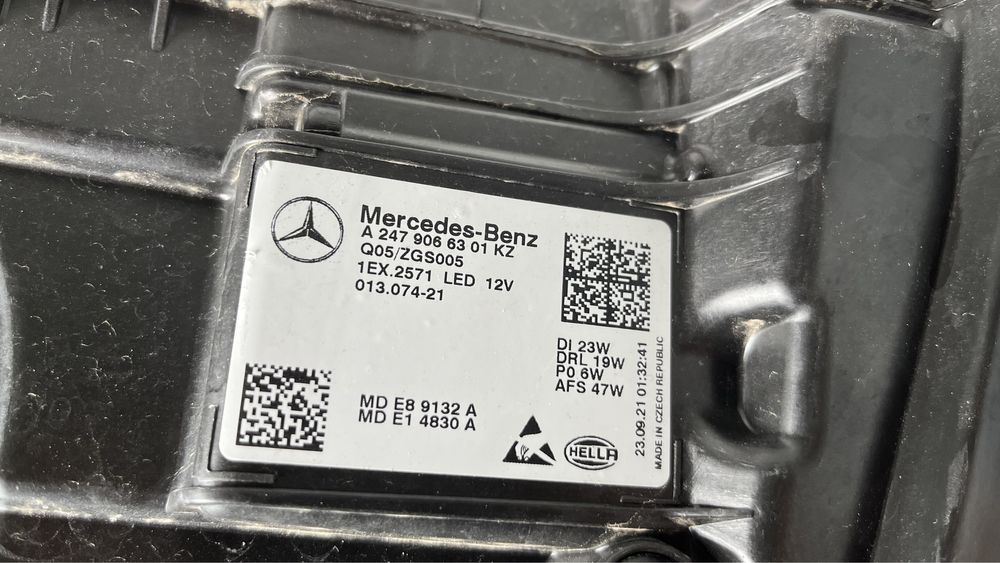 Mercedes-Benz
A 247 906 63 01 KZ
Q05/ZGS005
1EX.2571 LED 12V
013.074-21
DI 23W
DRL 19W
P0 6W
AFS 47W
MD E8 9132 A
MD E1 4830 A
HELLA
23.09.21 01:32:41
MADE IN CZECH REPUBLIC